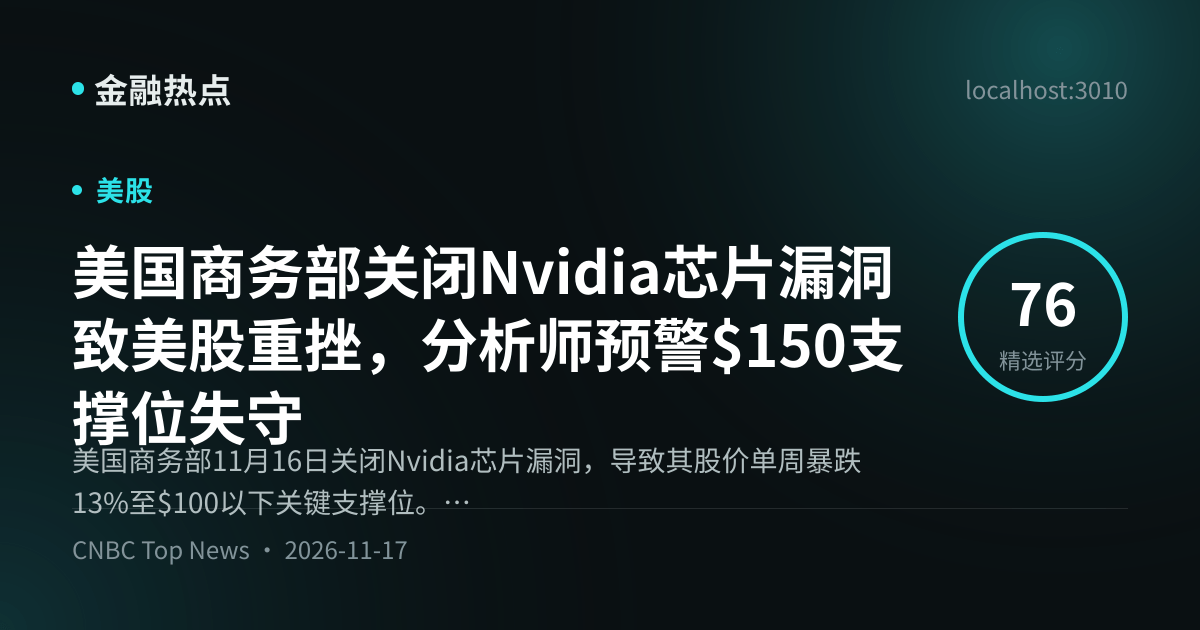 金融热点
localhost:3010
美股
美国商务部关闭Nvidia芯片漏洞
致美股重挫，分析师预警$150支
撑位失守
76
精选评分
美国商务部11月16日关闭Nvidia芯片漏洞，导致其股价单周暴跌
13%至$100以下关键支撑位。…
CNBC Top News · 2026-11-17